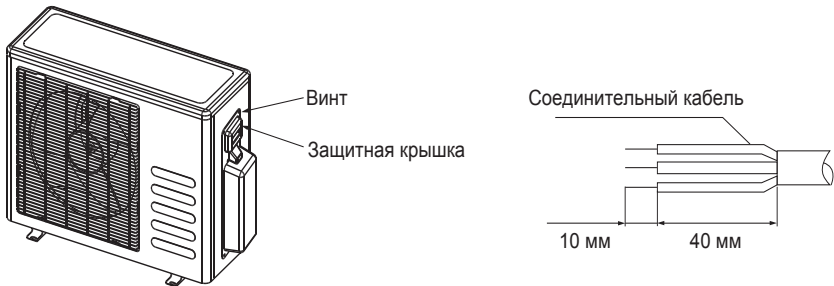 Винт
Защитная крышка
Соединительный кабель
10 мм
40 мм